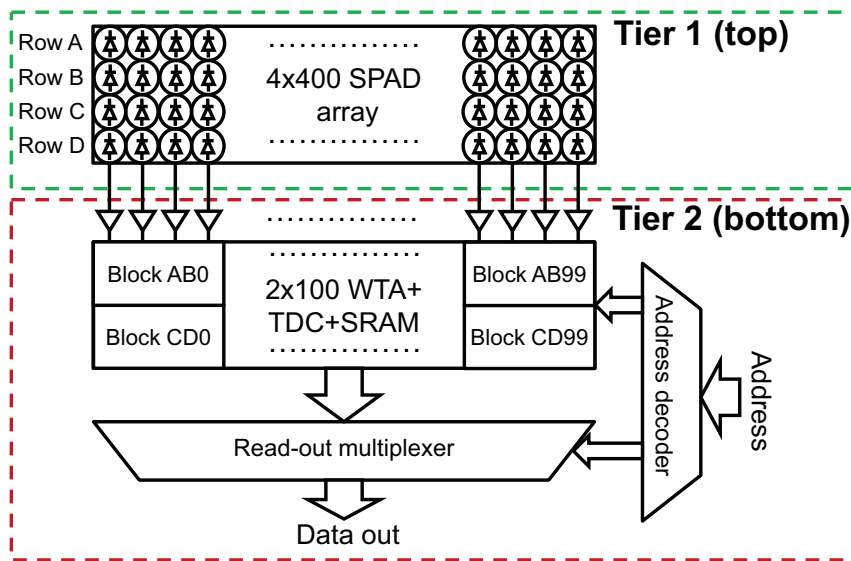 Tier 1 (top)
Row A
Row B
Row C
Row D
4x400 SPAD
array
Tier 2 (bottom)
Block AB0
Block CD0
2x100 WTA+
TDC+SRAM
Block AB99
Block CD99
Address decoder
Address
Read-out multiplexer
Data out